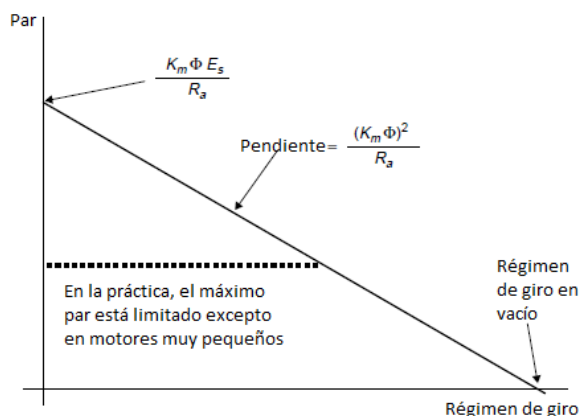 Par
K_m Φ E_s
R_a
Pendiente= (K_m Φ)²
R_a
En la práctica, el máximo
par está limitado excepto
en motores muy pequeños
Régimen
de giro en
vacío
Régimen de giro